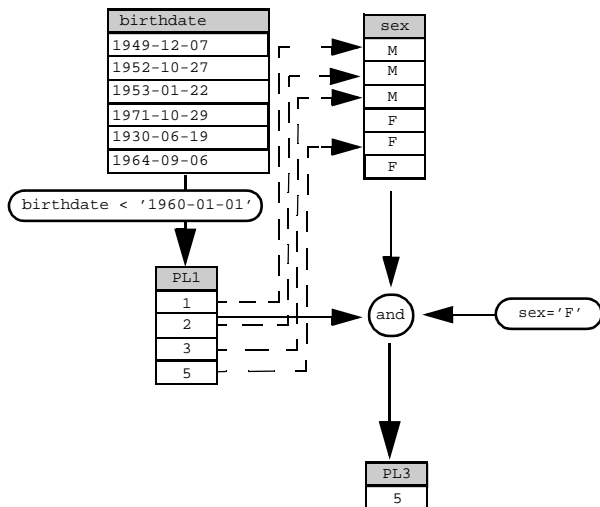 birthdate
1949-12-07
1952-10-27
1953-01-22
1971-10-29
1930-06-19
1964-09-06
sex
M
M
M
F
F
F
birthdate < '1960-01-01'
PL1
1
2
3
5
and
sex='F'
PL3
5